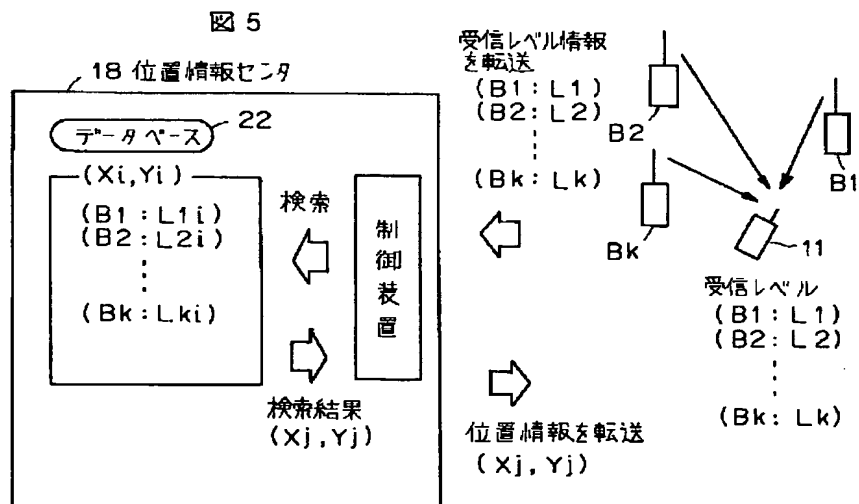 図 5
18 位置情報センタ
データベース
22
(Xi,Yi)
(B1:L1i)
(B2:L2i)
⋮
(Bk:Lki)
検索
制御装置
検索結果
(Xj,Yj)
受信レベル情報
を転送
(B1:L1)
(B2:L2)
⋮
(Bk:Lk)
位置情報を転送
(Xj,Yj)
B2
B1
Bk
11
受信レベル
(B1:L1)
(B2:L2)
⋮
(Bk:Lk)